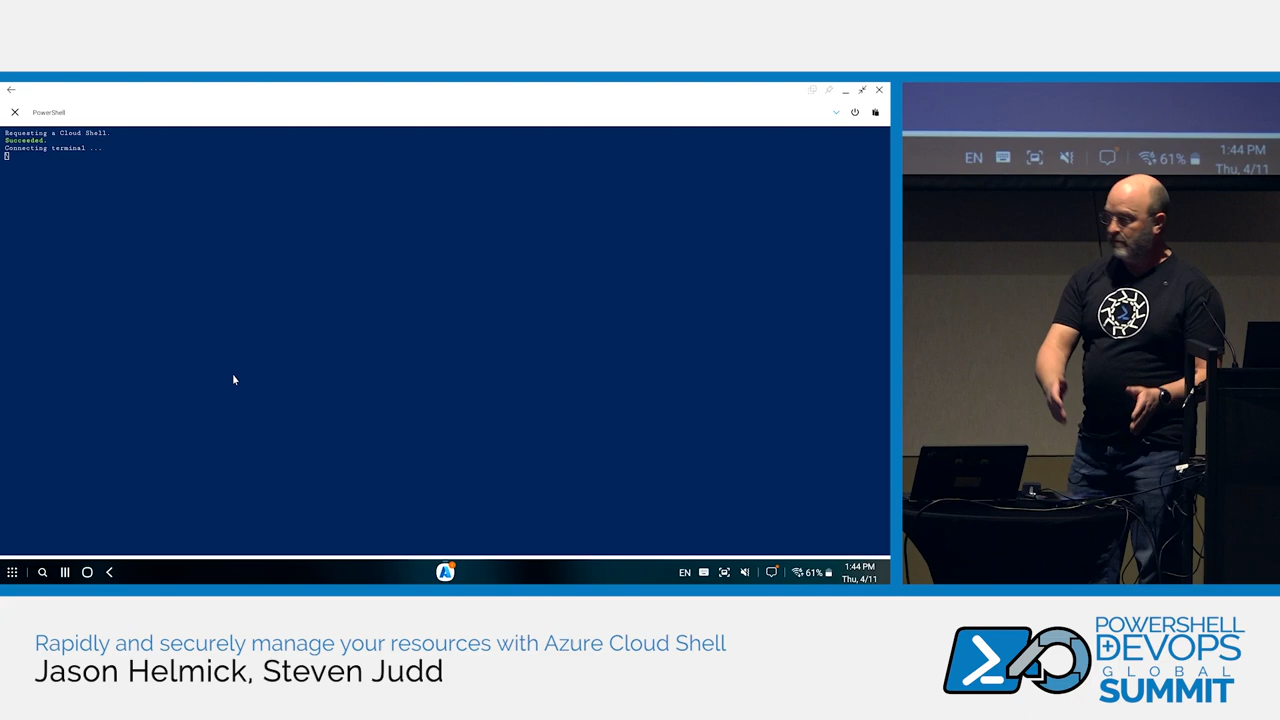 PowerShell
Requesting a Cloud Shell.
Succeeded.
Connecting terminal ...
EN
61%
1:44 PM
Thu, 4/11
EN
61%
1:44 PM
Thu, 4/11
Rapidly and securely manage your resources with Azure Cloud Shell
Jason Helmick, Steven Judd
POWERSHELL
DEVOPS
GLOBAL
SUMMIT